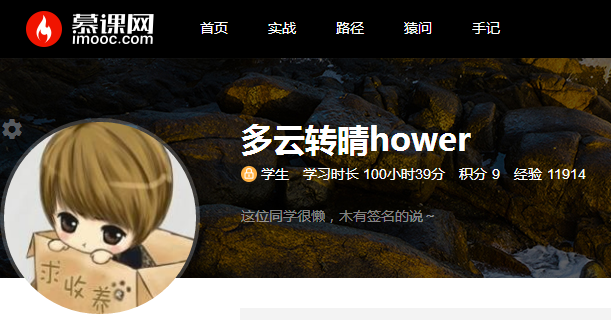 慕课网
imooc.com
首页 实战 路径 猿问 手记
多云转晴hower
学生 学习时长 100小时39分 积分 9 经验 11914
这位同学很懒，木有签名的说～
求收养